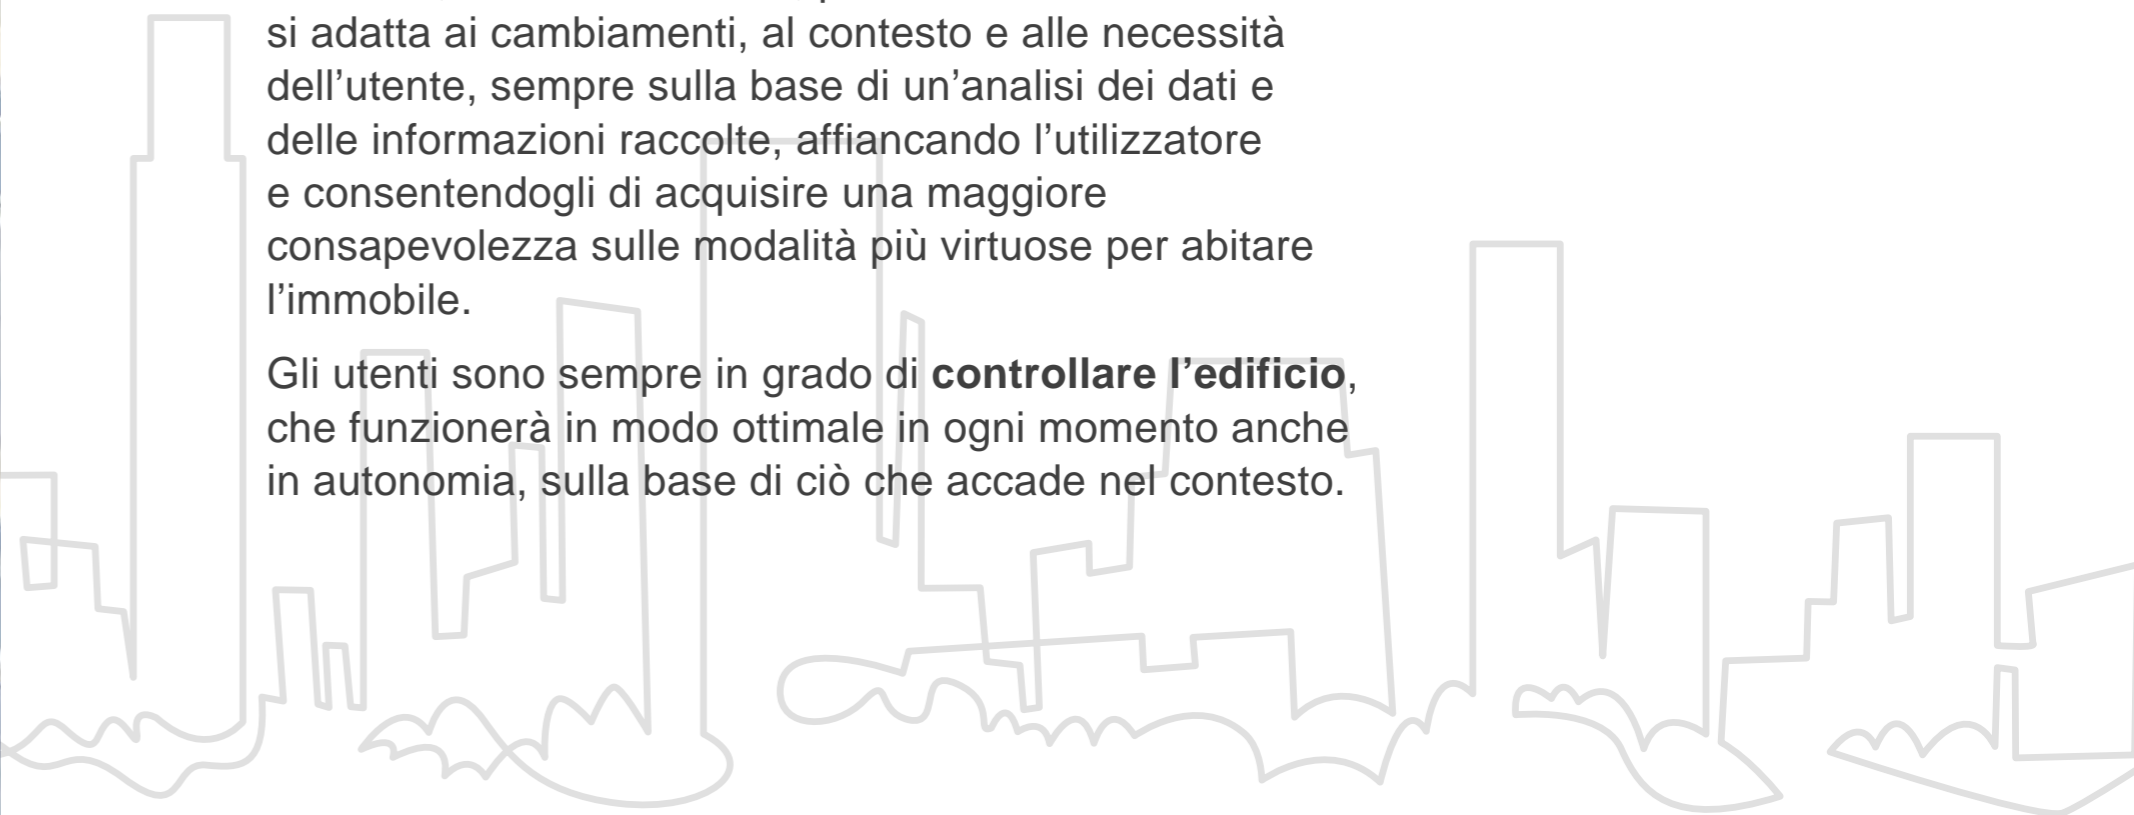 si adatta ai cambiamenti, al contesto e alle necessità
dell’utente, sempre sulla base di un’analisi dei dati e
delle informazioni raccolte, affiancando l’utilizzatore
e consentendogli di acquisire una maggiore
consapevolezza sulle modalità più virtuose per abitare
l’immobile.
Gli utenti sono sempre in grado di controllare l’edificio,
che funzionerà in modo ottimale in ogni momento anche
in autonomia, sulla base di ciò che accade nel contesto.